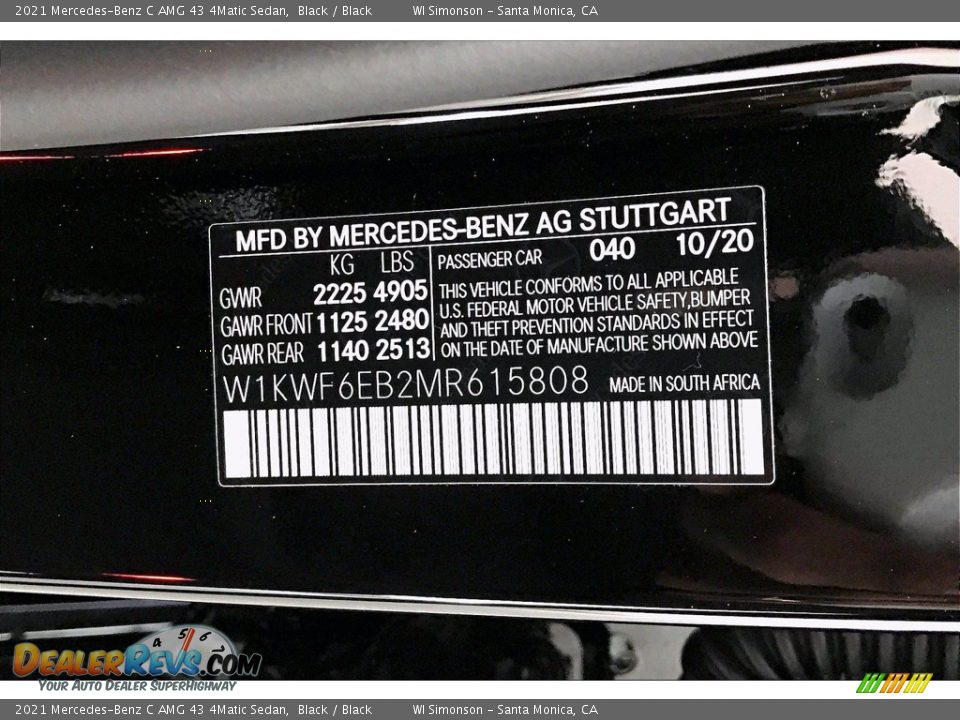 2021 Mercedes-Benz C AMG 43 4Matic Sedan, Black / Black WI Simonson - Santa Monica, CA
MFD BY MERCEDES-BENZ AG STUTTGART
KG LBS
GVWR 2225 4905
GAWR FRONT 1125 2480
GAWR REAR 1140 2513
PASSENGER CAR 040 10/20
THIS VEHICLE CONFORMS TO ALL APPLICABLE
U.S. FEDERAL MOTOR VEHICLE SAFETY,BUMPER
AND THEFT PREVENTION STANDARDS IN EFFECT
ON THE DATE OF MANUFACTURE SHOWN ABOVE
W1KWF6EB2MR615808 MADE IN SOUTH AFRICA
4 5 6
DealerRevs.com
Your Auto Dealer SuperHighway
2021 Mercedes-Benz C AMG 43 4Matic Sedan, Black / Black WI Simonson - Santa Monica, CA